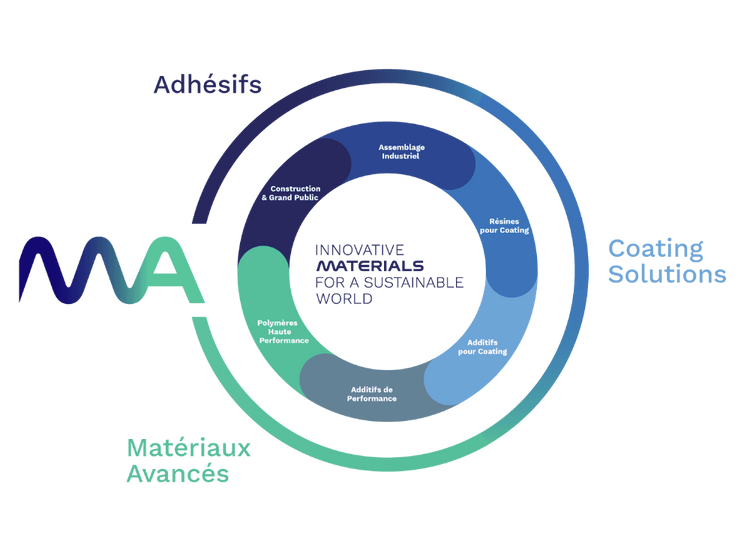 Adhésifs
Assemblage
Industriel
Construction
& Grand Public
Résines
pour Coating
INNOVATIVE
MATERIALS
FOR A SUSTAINABLE
WORLD
Coating
Solutions
MA
Polymères
Haute
Performance
Additifs
pour Coating
Additifs de
Performance
Matériaux
Avancés